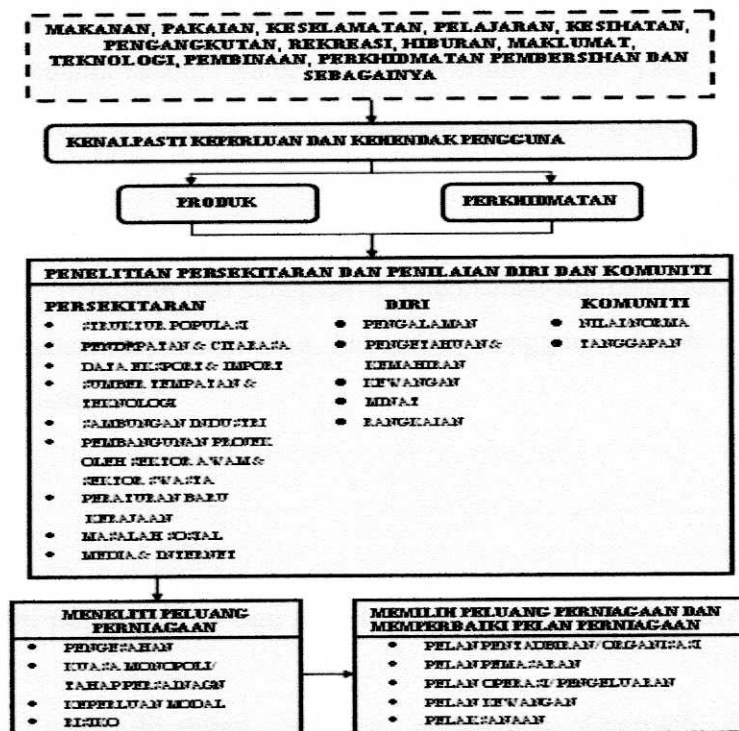 MAKANAN, PAKAIAN, KESELAMATAN, PELAJARAN, KESIHATAN,
PENGANGKUTAN, REKREASI, HIBURAN, MAKLUMAT,
TEKNOLOGI, PEMBINAAN, PERKHIDMATAN PEMBERSIHAN DAN
SEBAGAINYA
KENALPASTI KEPERLUAN DAN KEHENDAK PENGGUNA
PRODUK
PERKHIDMATAN
PENELITIAN PERSEKITARAN DAN PENILAIAN DIRI DAN KOMUNITI
PERSEKITARAN
• STRUKTUR POPULASI
• PENDAPATAN & CITARASA
• DATA EKSPORT & IMPORT
• SUMBER TEMPATAN &
TEKNOLOGI
• SAMBUNGAN INDUSTRI
• PEMBANGUNAN PROJEK
OLEH SEKTOR AWAM &
SEKTOR SWASTA
• PERATURAN BARU
KERAJAAN
• MASALAH SOSIAL
• MEDIA & INTERNET
DIRI
• PENGALAMAN
• PENGETAHUAN &
KEMAHIRAN
• KEWANGAN
• MINAT
• RANGKAIAN
KOMUNITI
• NILAI/NORMA
• TANGGAPAN
MENELITI PELUANG
PERNIAGAAN
• PENGESAHAN
• KUASA MONOPOLI/
TAHAP PERSAINAGN
• KEPERLUAN MODAL
• RISIKO
MEMILIH PELUANG PERNIAGAAN DAN
MEMPERBAIKI PELAN PERNIAGAAN
• PELAN PENTADBIRAN/ORGANISASI
• PELAN PEMASARAN
• PELAN OPERASI/PENGELUARAN
• PELAN KEWANGAN
• PELAKSANAAN